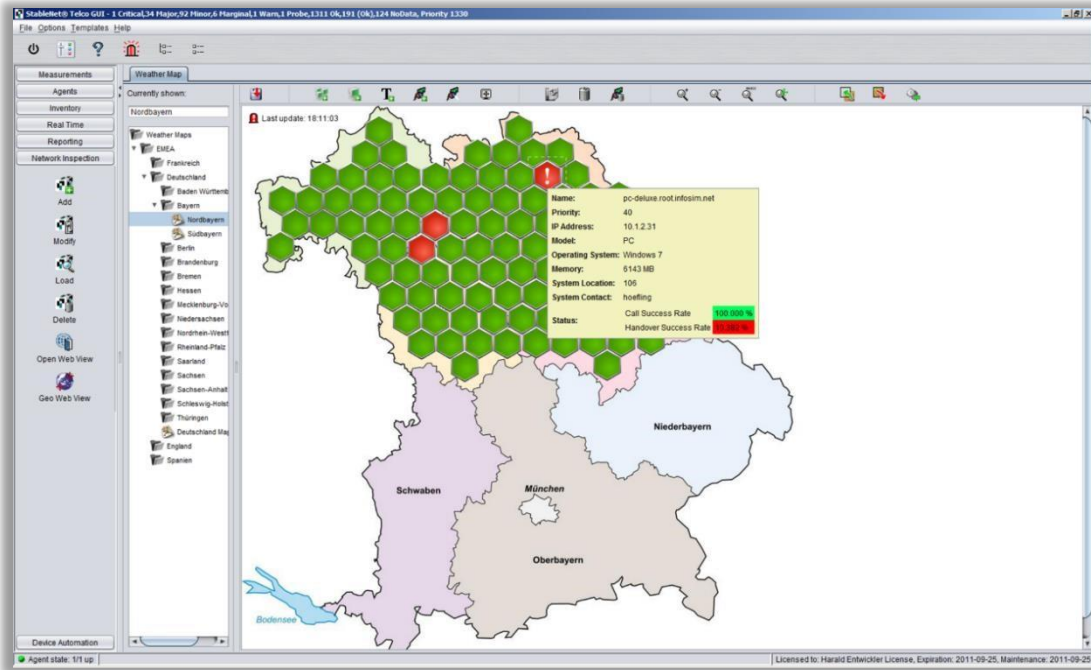 StableNet® Telco GUI - 1 Critical,34 Major,92 Minor,6 Marginal,1 Warn,1 Probe,1311 Ok,191 (Ok),124 NoData, Priority 1330
File Options Templates Help
Measurements
Agents
Inventory
Real Time
Reporting
Network Inspection
Add
Modify
Load
Delete
Open Web View
Geo Web View
Device Automation
Weather Map
Currently shown:
Nordbayern
Weather Maps
EMEA
Frankreich
Deutschland
Baden Württemb
Bayern
Nordbayern
Südbayern
Berlin
Brandenburg
Bremen
Hessen
Mecklenburg-Vo
Niedersachsen
Nordrhein-Westf
Rheinland-Pfalz
Saarland
Sachsen
Sachsen-Anhalt
Schleswig-Holst
Thüringen
Deutschland Map
England
Spanien
Last update: 18:11:03
Name: pc-deluxe.root.infosim.net
Priority: 40
IP Address: 10.1.2.31
Model: PC
Operating System: Windows 7
Memory: 6143 MB
System Location: 106
System Contact: hoefling
Status:
Call Success Rate 100.000 %
Handover Success Rate
Niederbayern
Schwaben
München
Oberbayern
Bodensee
Agent state: 1/1 up
Licensed to: Harald Entwickler License, Expiration: 2011-09-25, Maintenance: 2011-09-25